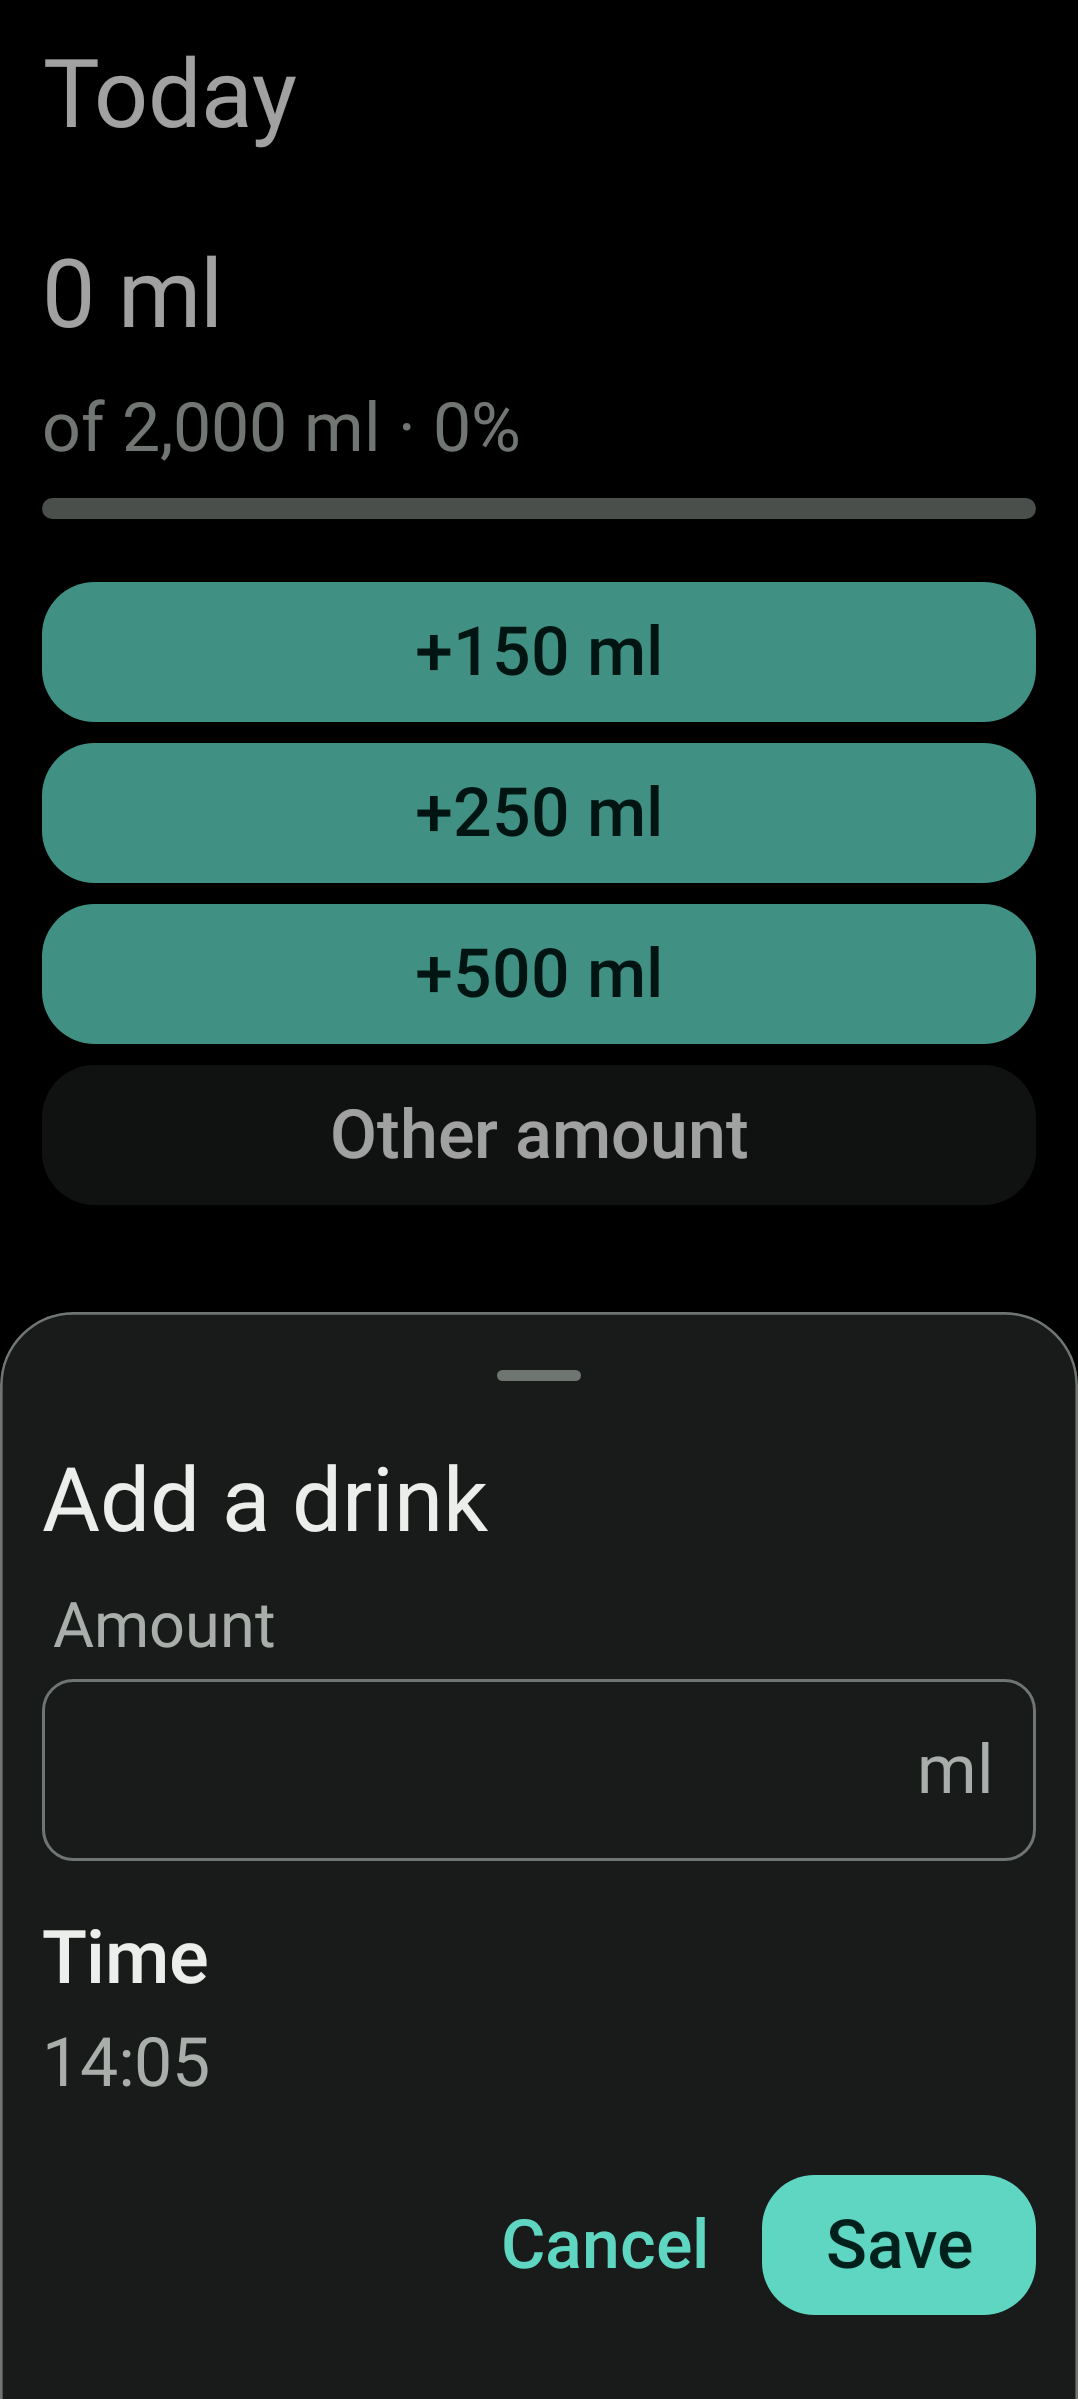 Today
0 ml
of 2,000 ml · 0%
+150 ml
+250 ml
+500 ml
Other amount
Add a drink
Amount
ml
Time
14:05
Cancel
Save